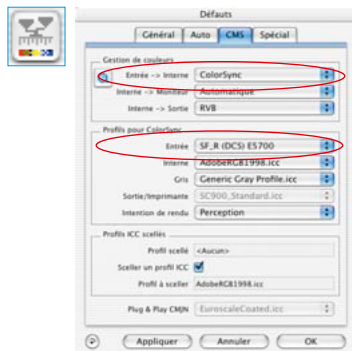 Défauts
Général Auto CMS Spécial
Gestion de couleurs
Entrée -> Interne ColorSync
Interne -> Moniteur Automatique
Interne -> Sortie RVB
Profils pour ColorSync
Entrée SF_R (DCS) E5700
Interne AdobeRGB1998.icc
Gris Generic Gray Profile.icc
Sortie/Imprimante SC900_Standard.icc
Intention de rendu Perception
Profils ICC scellés
Profil scellé <Aucun>
Sceller un profil ICC
Profil à sceller AdobeRGB1998.icc
Plug & Play CMJN EuroscaleCoated.icc
Appliquer Annuler OK